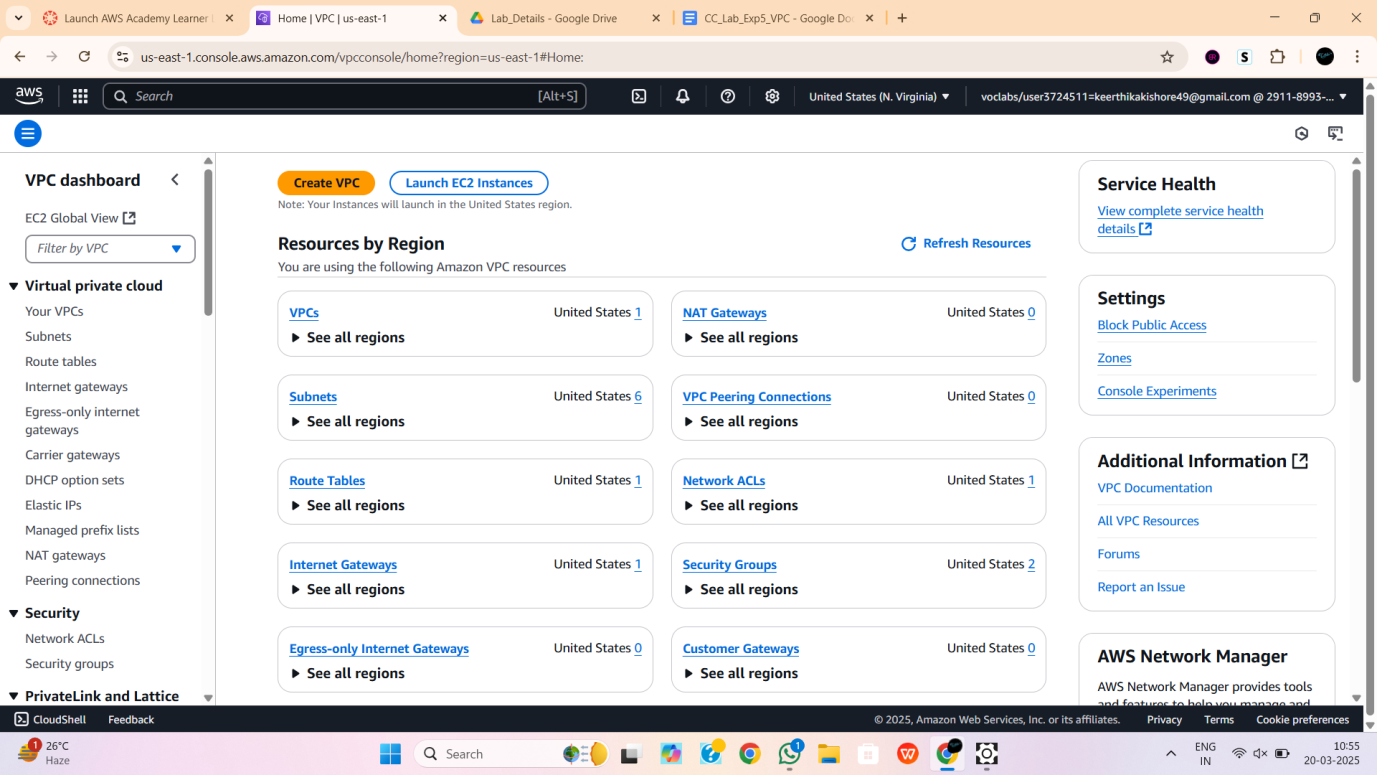 Launch AWS Academy Learner
Home | VPC | us-east-1
Lab_Details - Google Drive
CC_Lab_Exp5_VPC - Google Do
us-east-1.console.aws.amazon.com/vpcconsole/home?region=us-east-1#Home:
S
aws
Search
[Alt+S]
United States (N. Virginia)
voclabs/user3724511=keerthikakishore49@gmail.com @ 2911-8993-...
VPC dashboard
EC2 Global View
Filter by VPC
Virtual private cloud
Your VPCs
Subnets
Route tables
Internet gateways
Egress-only internet
gateways
Carrier gateways
DHCP option sets
Elastic IPs
Managed prefix lists
NAT gateways
Peering connections
Security
Network ACLs
Security groups
PrivateLink and Lattice
Create VPC
Launch EC2 Instances
Note: Your Instances will launch in the United States region.
Resources by Region
Refresh Resources
You are using the following Amazon VPC resources
VPCs
United States 1
See all regions
NAT Gateways
United States 0
See all regions
Subnets
United States 6
See all regions
VPC Peering Connections
United States 0
See all regions
Route Tables
United States 1
See all regions
Network ACLs
United States 1
See all regions
Internet Gateways
United States 1
See all regions
Security Groups
United States 2
See all regions
Egress-only Internet Gateways
United States 0
See all regions
Customer Gateways
United States 0
See all regions
Service Health
View complete service health
details
Settings
Block Public Access
Zones
Console Experiments
Additional Information
VPC Documentation
All VPC Resources
Forums
Report an Issue
AWS Network Manager
AWS Network Manager provides tools
and features to help you manage and
CloudShell
Feedback
© 2025, Amazon Web Services, Inc. or its affiliates.
Privacy
Terms
Cookie preferences
1
26°C
Haze
Search
1
ENG
IN
10:55
20-03-2025